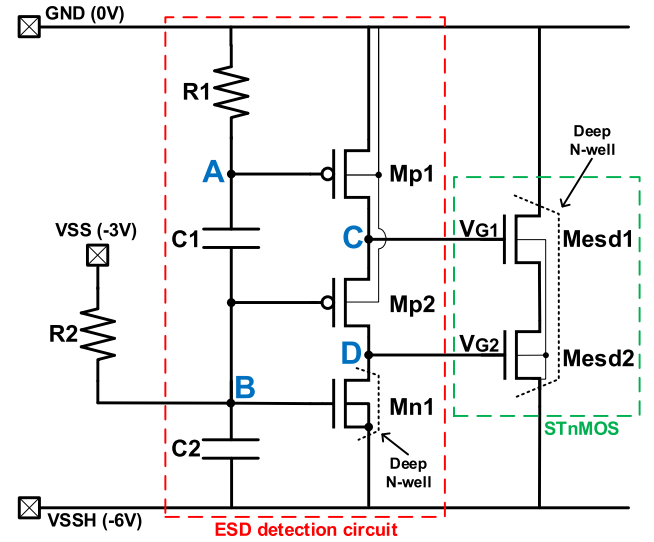 GND (0V)
R1
Deep
N-well
A
Mp1
VSS (-3V)
C1
C
VG1
Mesd1
R2
Mp2
D
VG2
Mesd2
B
Mn1
STnMOS
C2
Deep
N-well
VSSH (-6V)
ESD detection circuit